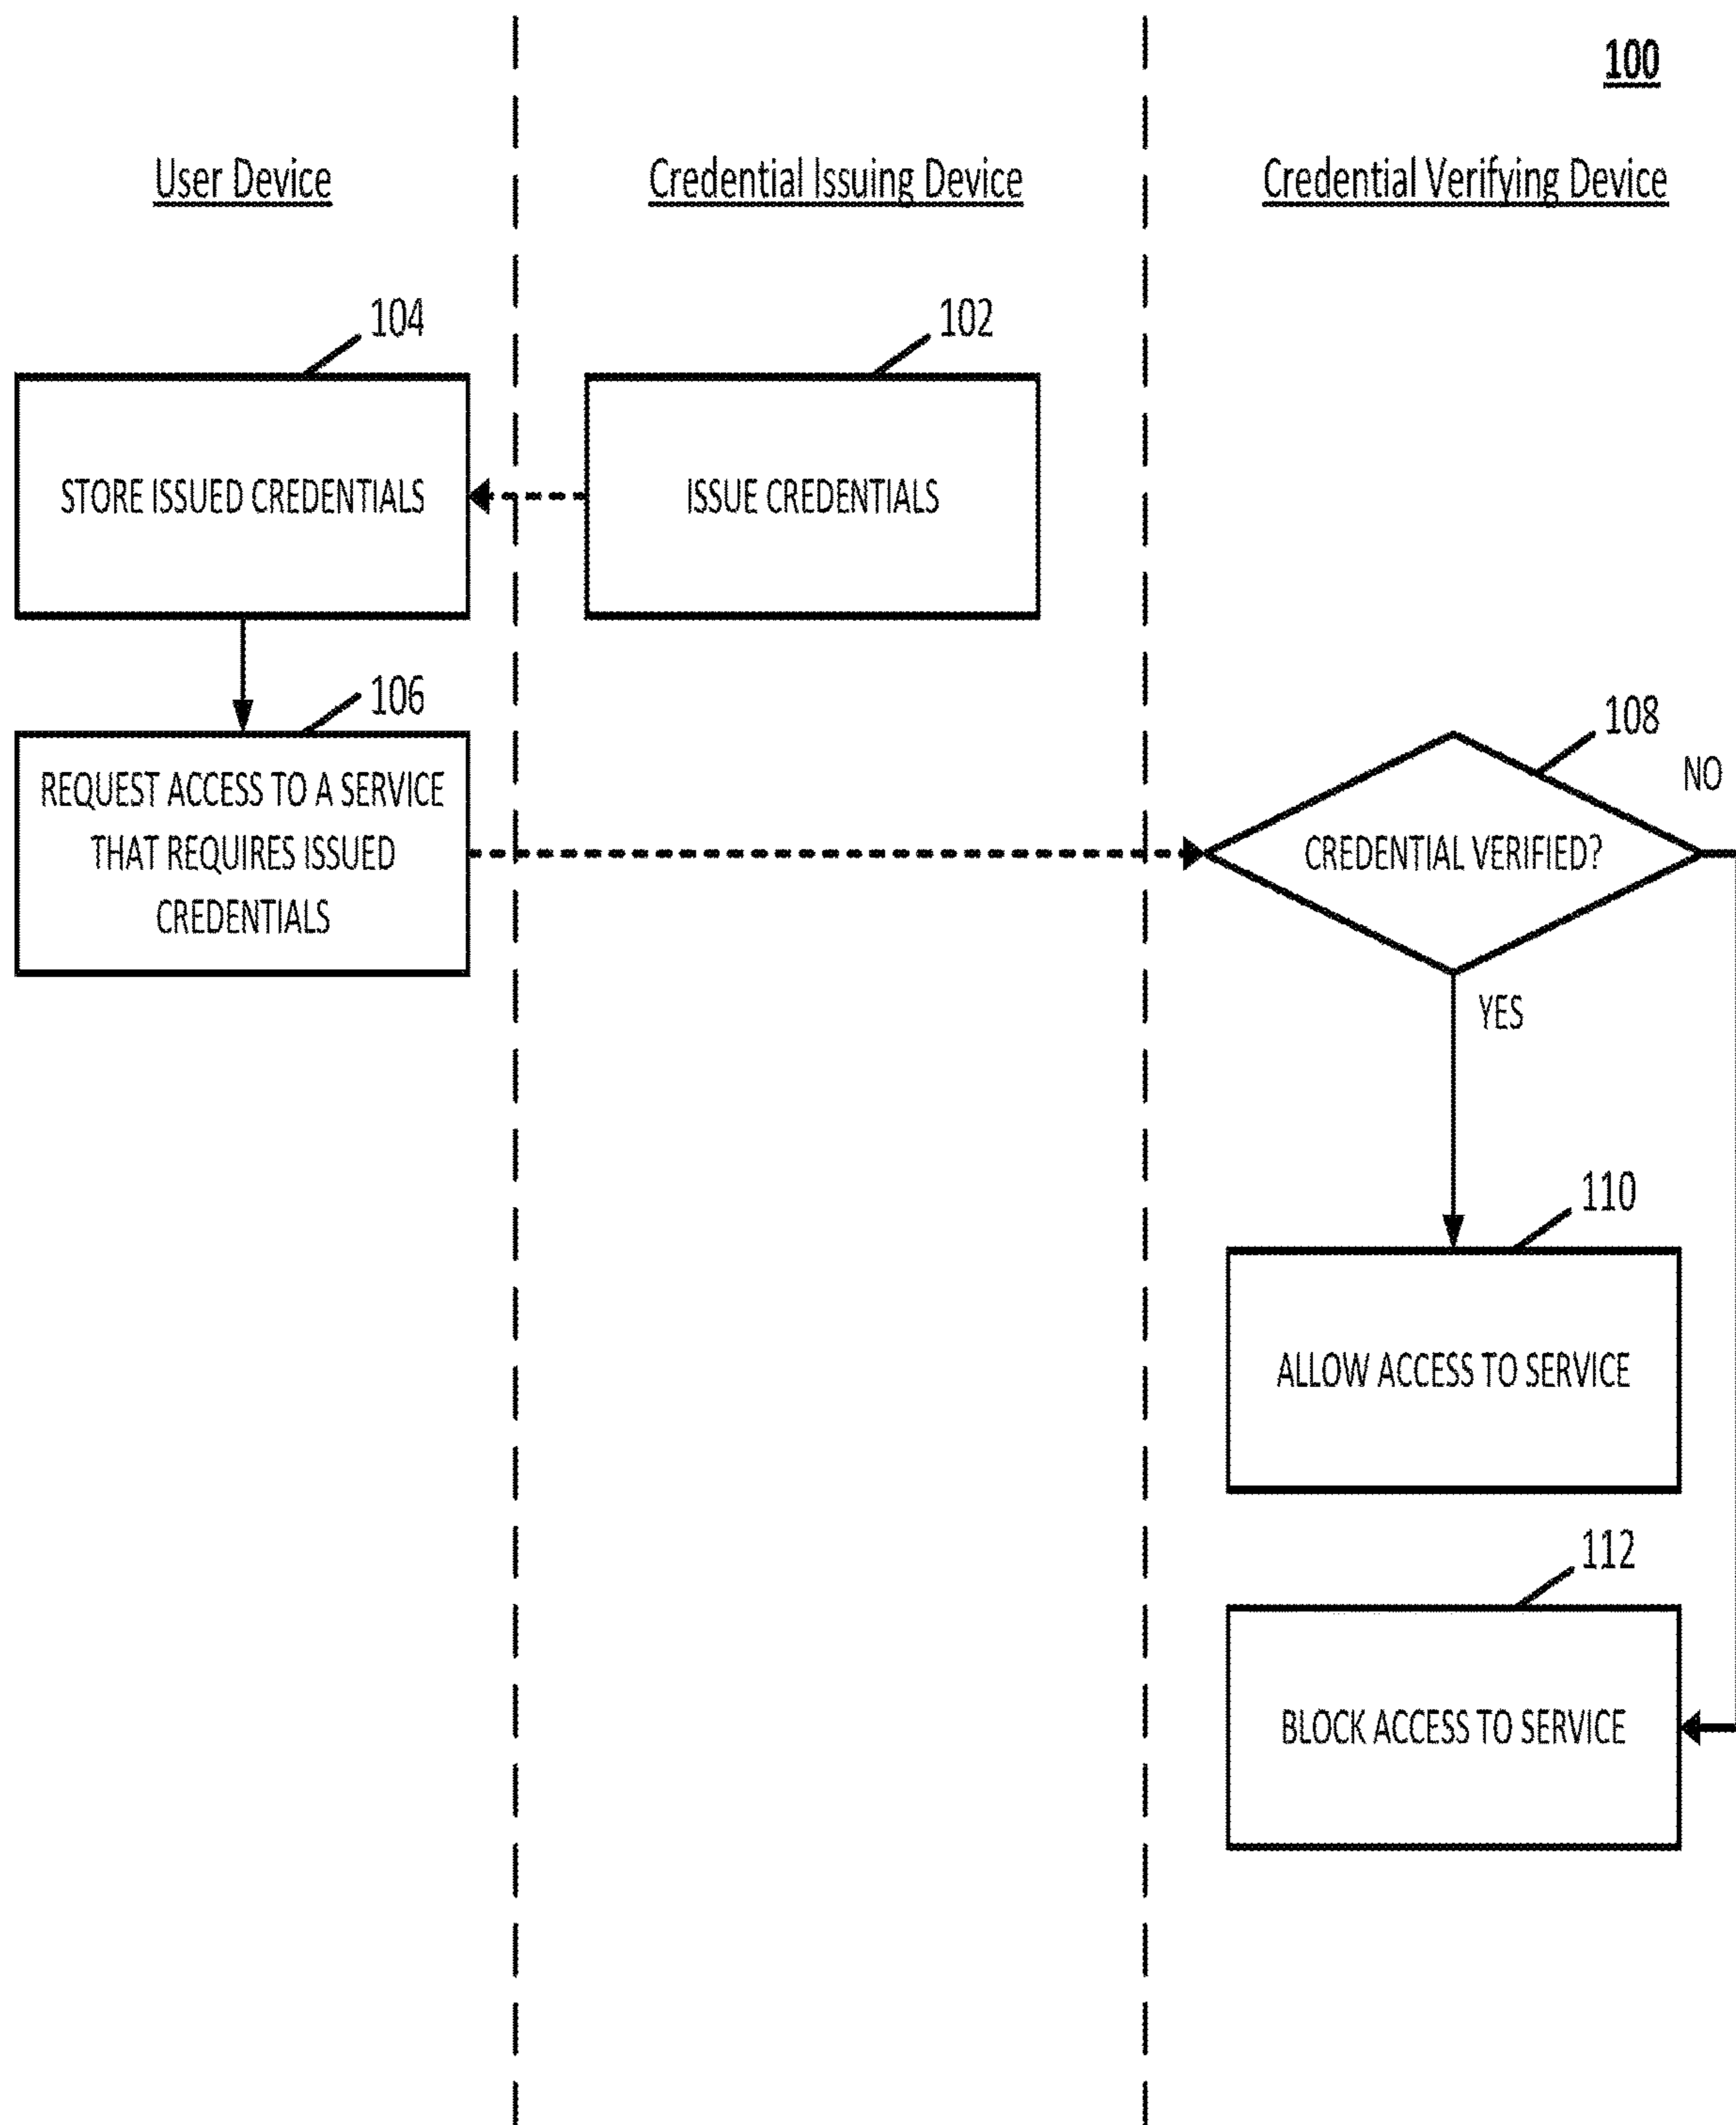 100
User Device
Credential Issuing Device
Credential Verifying Device
104
102
STORE ISSUED CREDENTIALS
ISSUE CREDENTIALS
106
108
NO
REQUEST ACCESS TO A SERVICE
THAT REQUIRES ISSUED
CREDENTIALS
CREDENTIAL VERIFIED?
YES
110
ALLOW ACCESS TO SERVICE
112
BLOCK ACCESS TO SERVICE